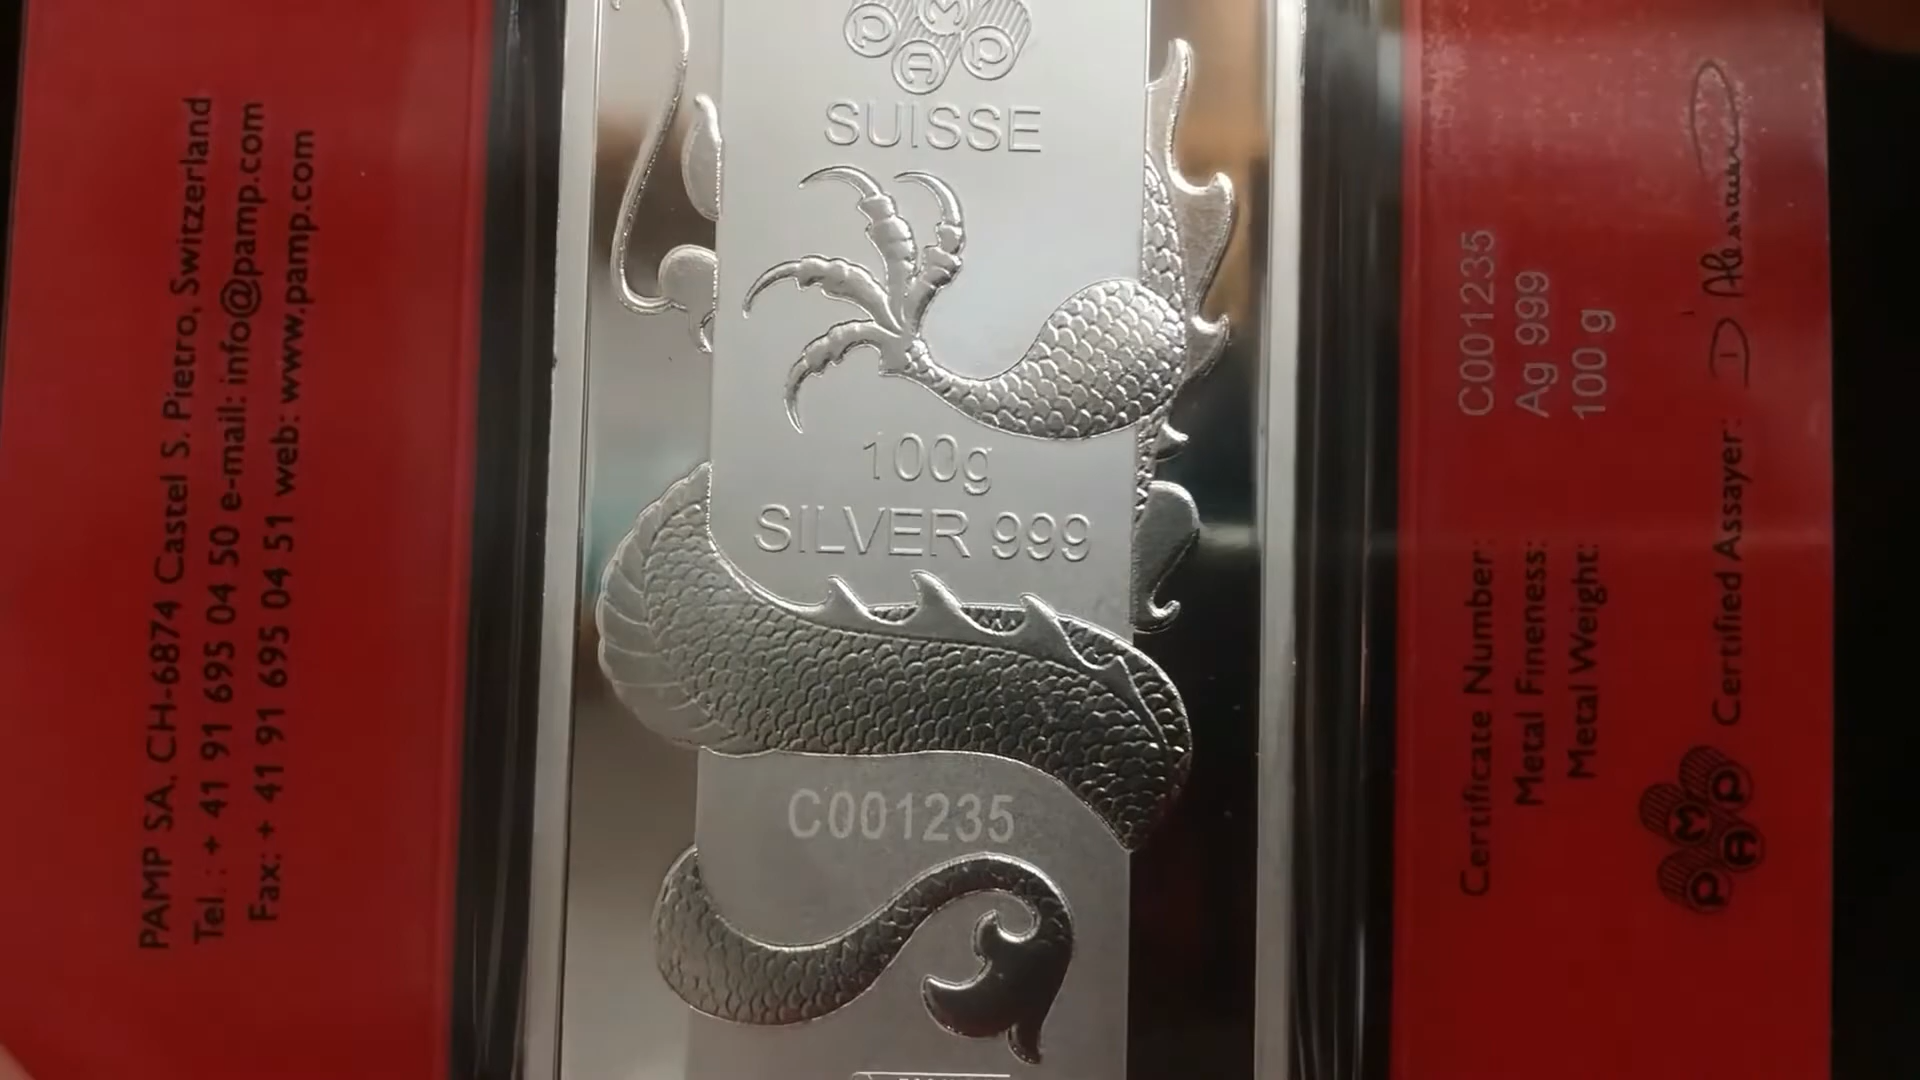 PAMP
SUISSE
100g
SILVER 999
C001235
PAMP SA, CH-6874 Castel S. Pietro, Switzerland
Tel. : + 41 91 695 04 50 e-mail: info@pamp.com
Fax: + 41 91 695 04 51 web: www.pamp.com
Certificate Number: C001235
Metal Fineness: Ag 999
Metal Weight: 100 g
Certified Assayer:
PAMP